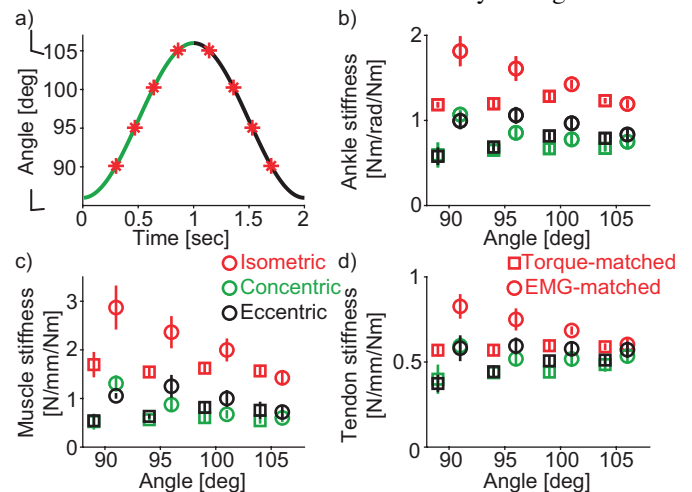 a)
Angle [deg]
105
100
95
90
0
0.5
1
1.5
2
Time [sec]
b)
Ankle stiffness
[Nm/rad/Nm]
2
1
0
90
95
100
105
Angle [deg]
c)
Isometric
Concentric
Eccentric
Muscle stiffness
[N/mm/Nm]
3
2
1
0
90
95
100
105
Angle [deg]
d)
Torque-matched
EMG-matched
Tendon stiffness
[N/mm/Nm]
1
0.5
0
90
95
100
105
Angle [deg]